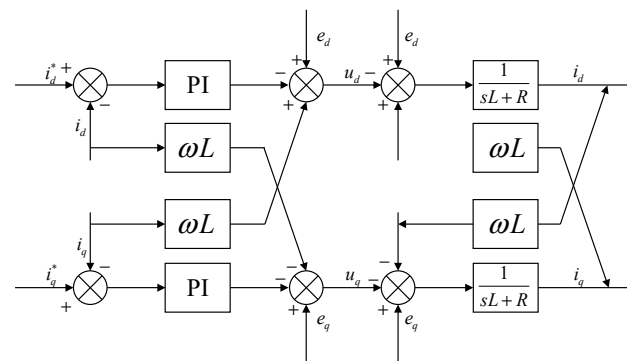 e_d e_d
i_d^* + − PI − + + u_d − + + 1/(sL+R) i_d
i_d ωL ωL
i_q ωL ωL
i_q^* − + PI − − + u_q − − + 1/(sL+R) i_q
e_q e_q